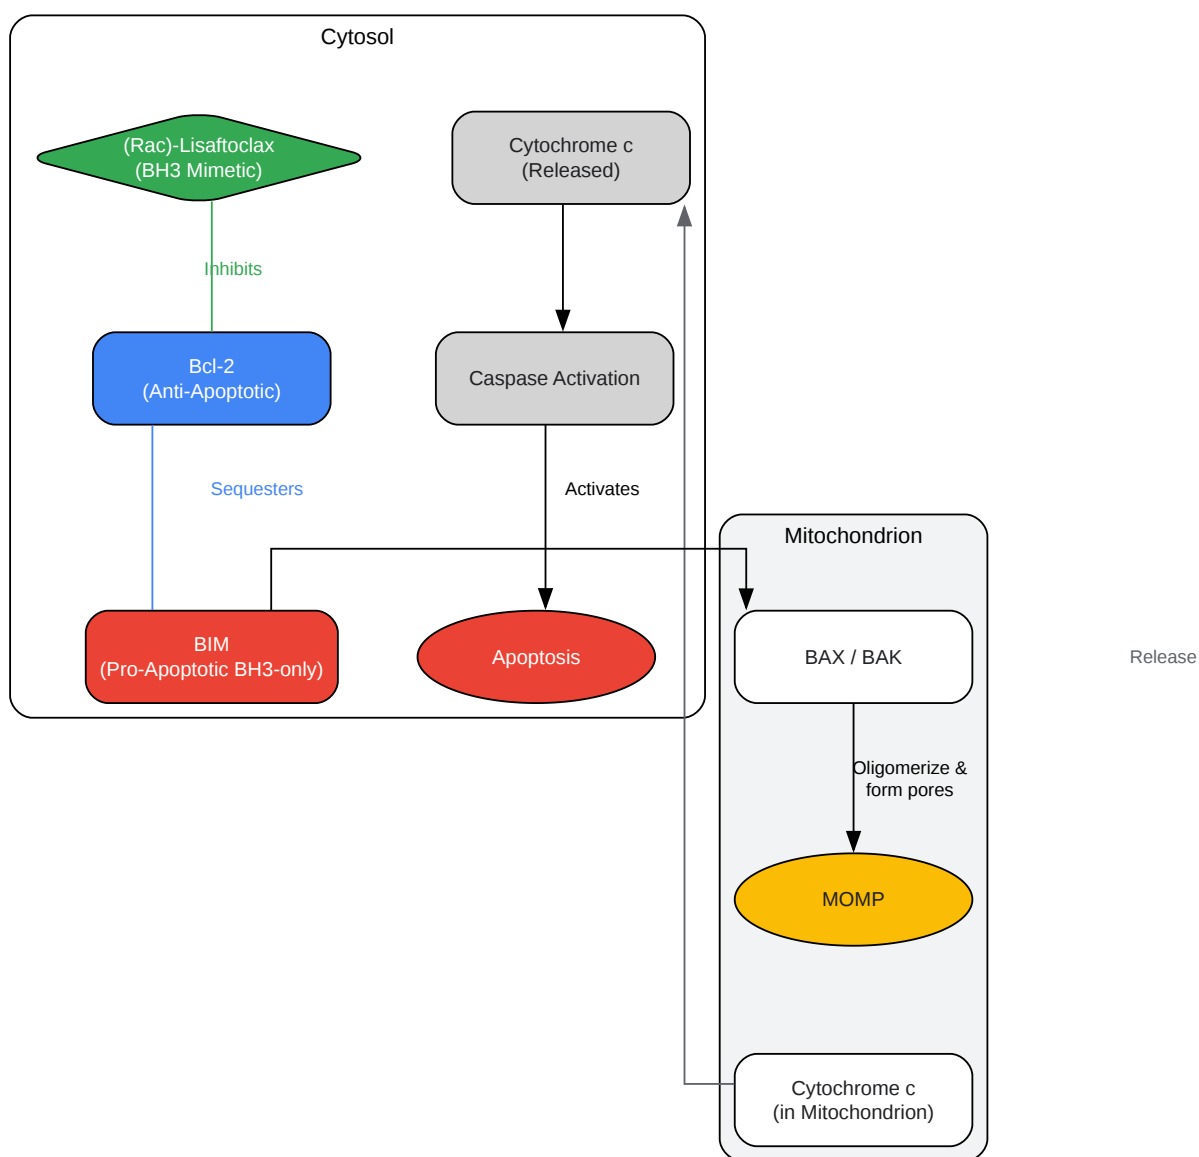 Cytosol
(Rac)-Lisaftoclax
(BH3 Mimetic)
Cytochrome c
(Released)
Inhibits
Bcl-2
(Anti-Apoptotic)
Caspase Activation
Sequesters
Activates
Mitochondrion
BIM
(Pro-Apoptotic BH3-only)
Apoptosis
BAX / BAK
Release
Oligomerize &
form pores
MOMP
Cytochrome c
(in Mitochondrion)